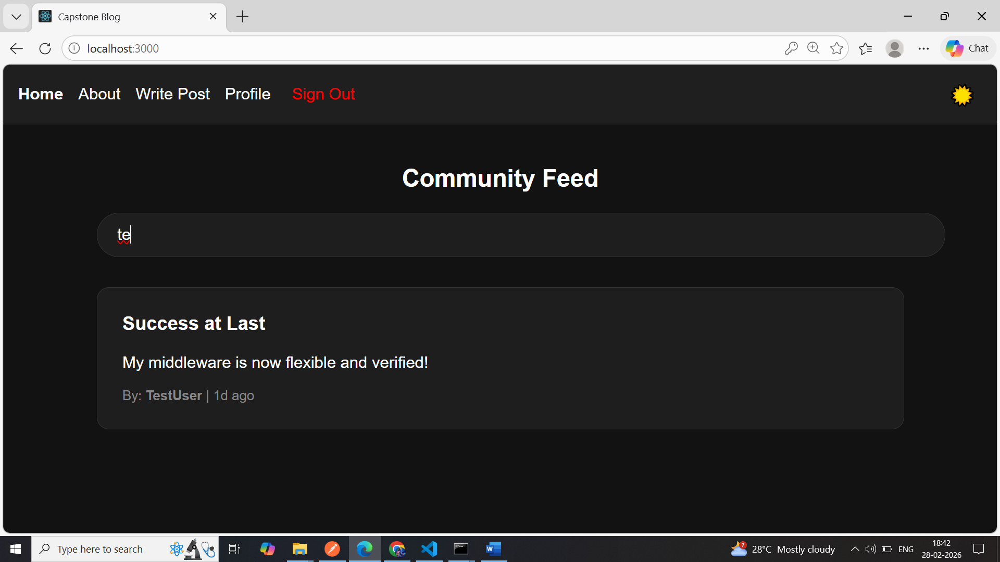 Capstone Blog
localhost:3000
Chat
Home About Write Post Profile Sign Out
Community Feed
te
Success at Last
My middleware is now flexible and verified!
By: TestUser | 1d ago
Type here to search
7
28°C Mostly cloudy
ENG
18:42
28-02-2026